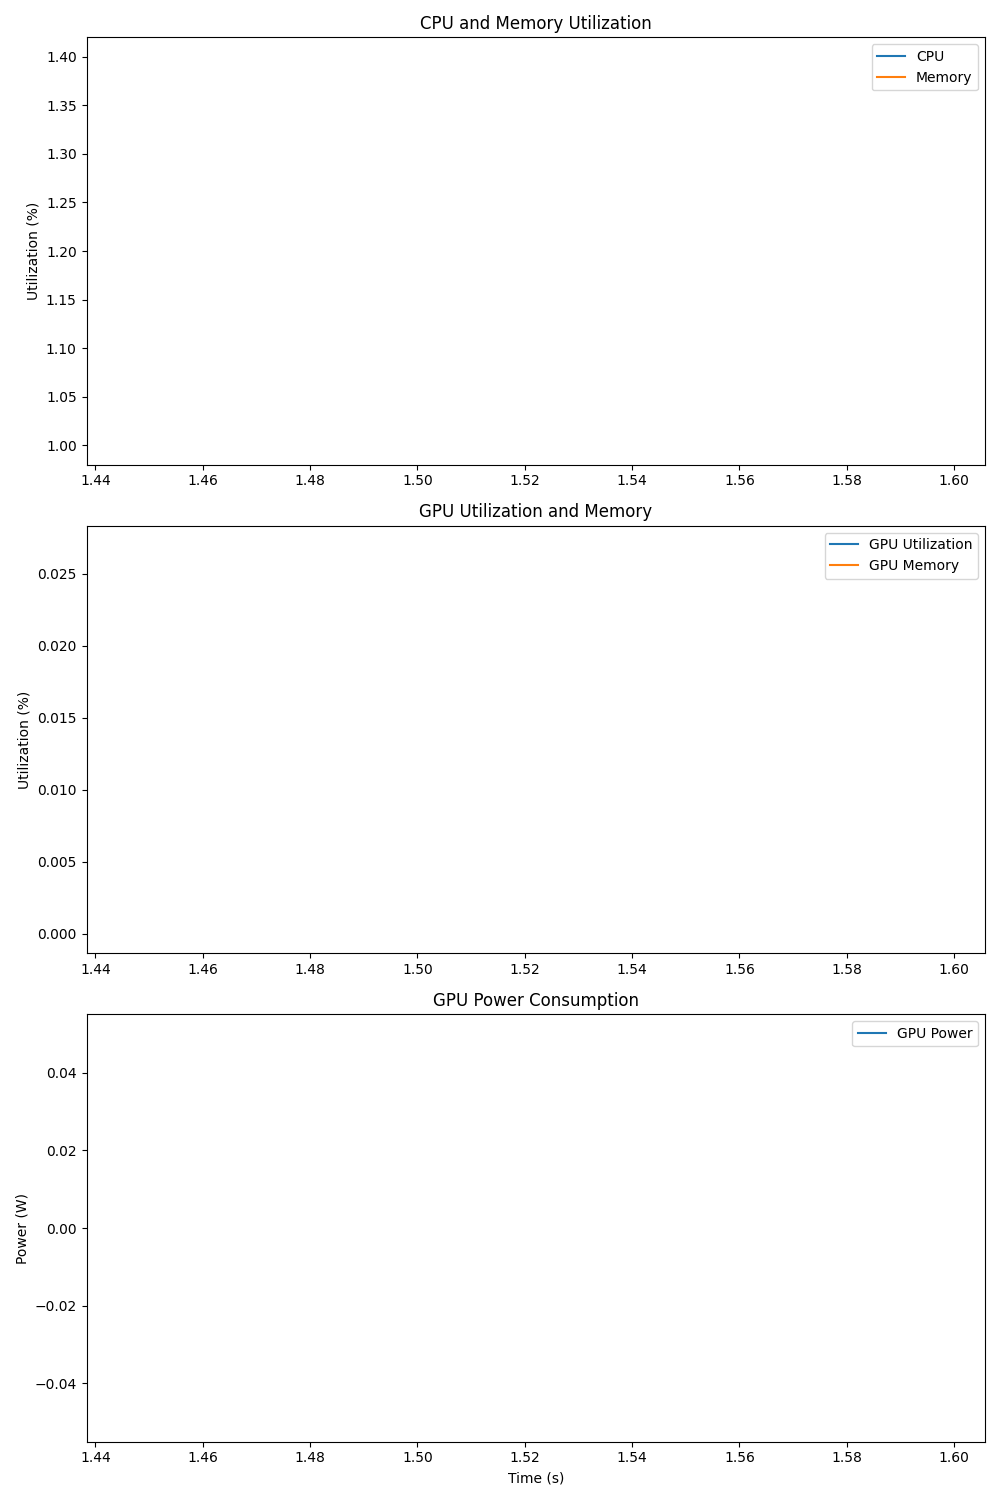 CPU and Memory Utilization
CPU
Memory
Utilization (%)
1.40
1.35
1.30
1.25
1.20
1.15
1.10
1.05
1.00
1.44 1.46 1.48 1.50 1.52 1.54 1.56 1.58 1.60
GPU Utilization and Memory
GPU Utilization
GPU Memory
Utilization (%)
0.025
0.020
0.015
0.010
0.005
0.000
1.44 1.46 1.48 1.50 1.52 1.54 1.56 1.58 1.60
GPU Power Consumption
GPU Power
Power (W)
0.04
0.02
0.00
−0.02
−0.04
1.44 1.46 1.48 1.50 1.52 1.54 1.56 1.58 1.60
Time (s)